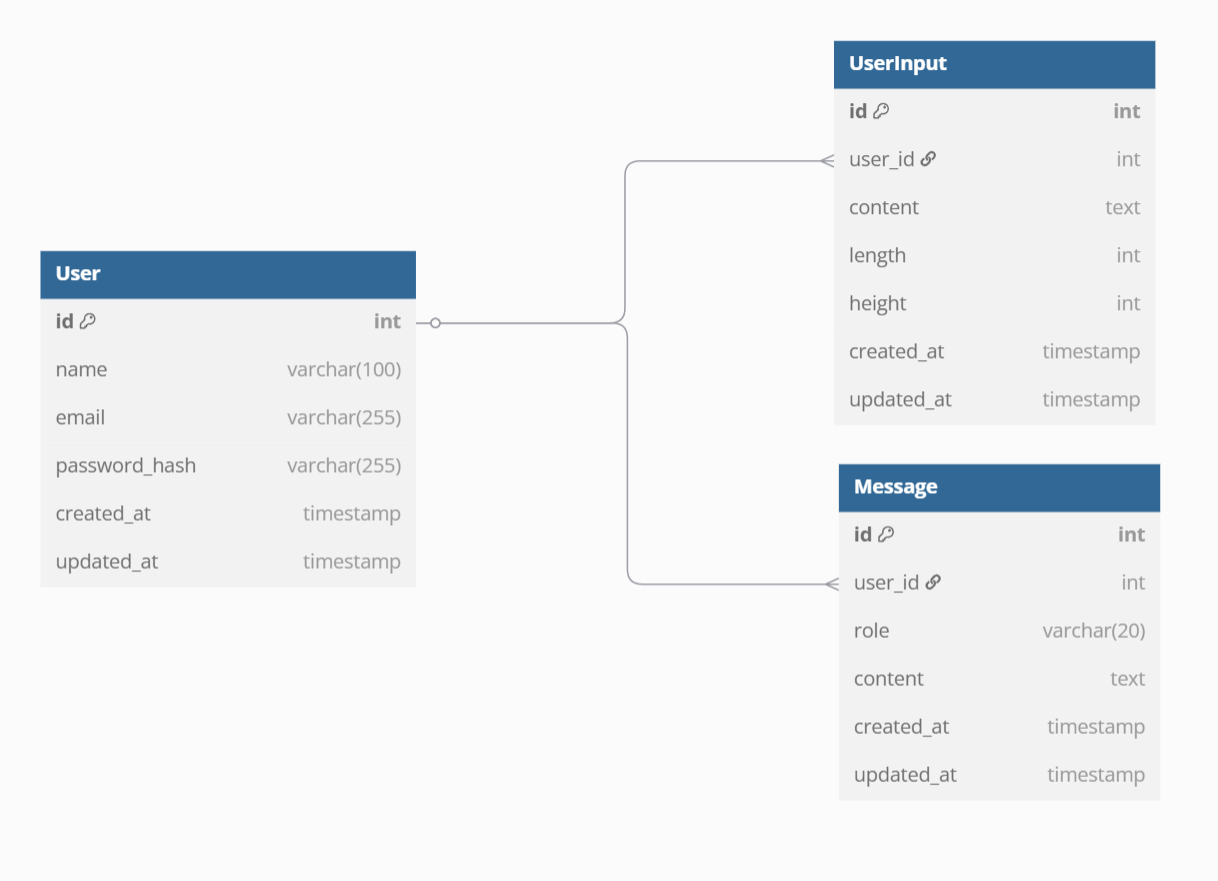 User
id int
name varchar(100)
email varchar(255)
password_hash varchar(255)
created_at timestamp
updated_at timestamp
UserInput
id int
user_id int
content text
length int
height int
created_at timestamp
updated_at timestamp
Message
id int
user_id int
role varchar(20)
content text
created_at timestamp
updated_at timestamp